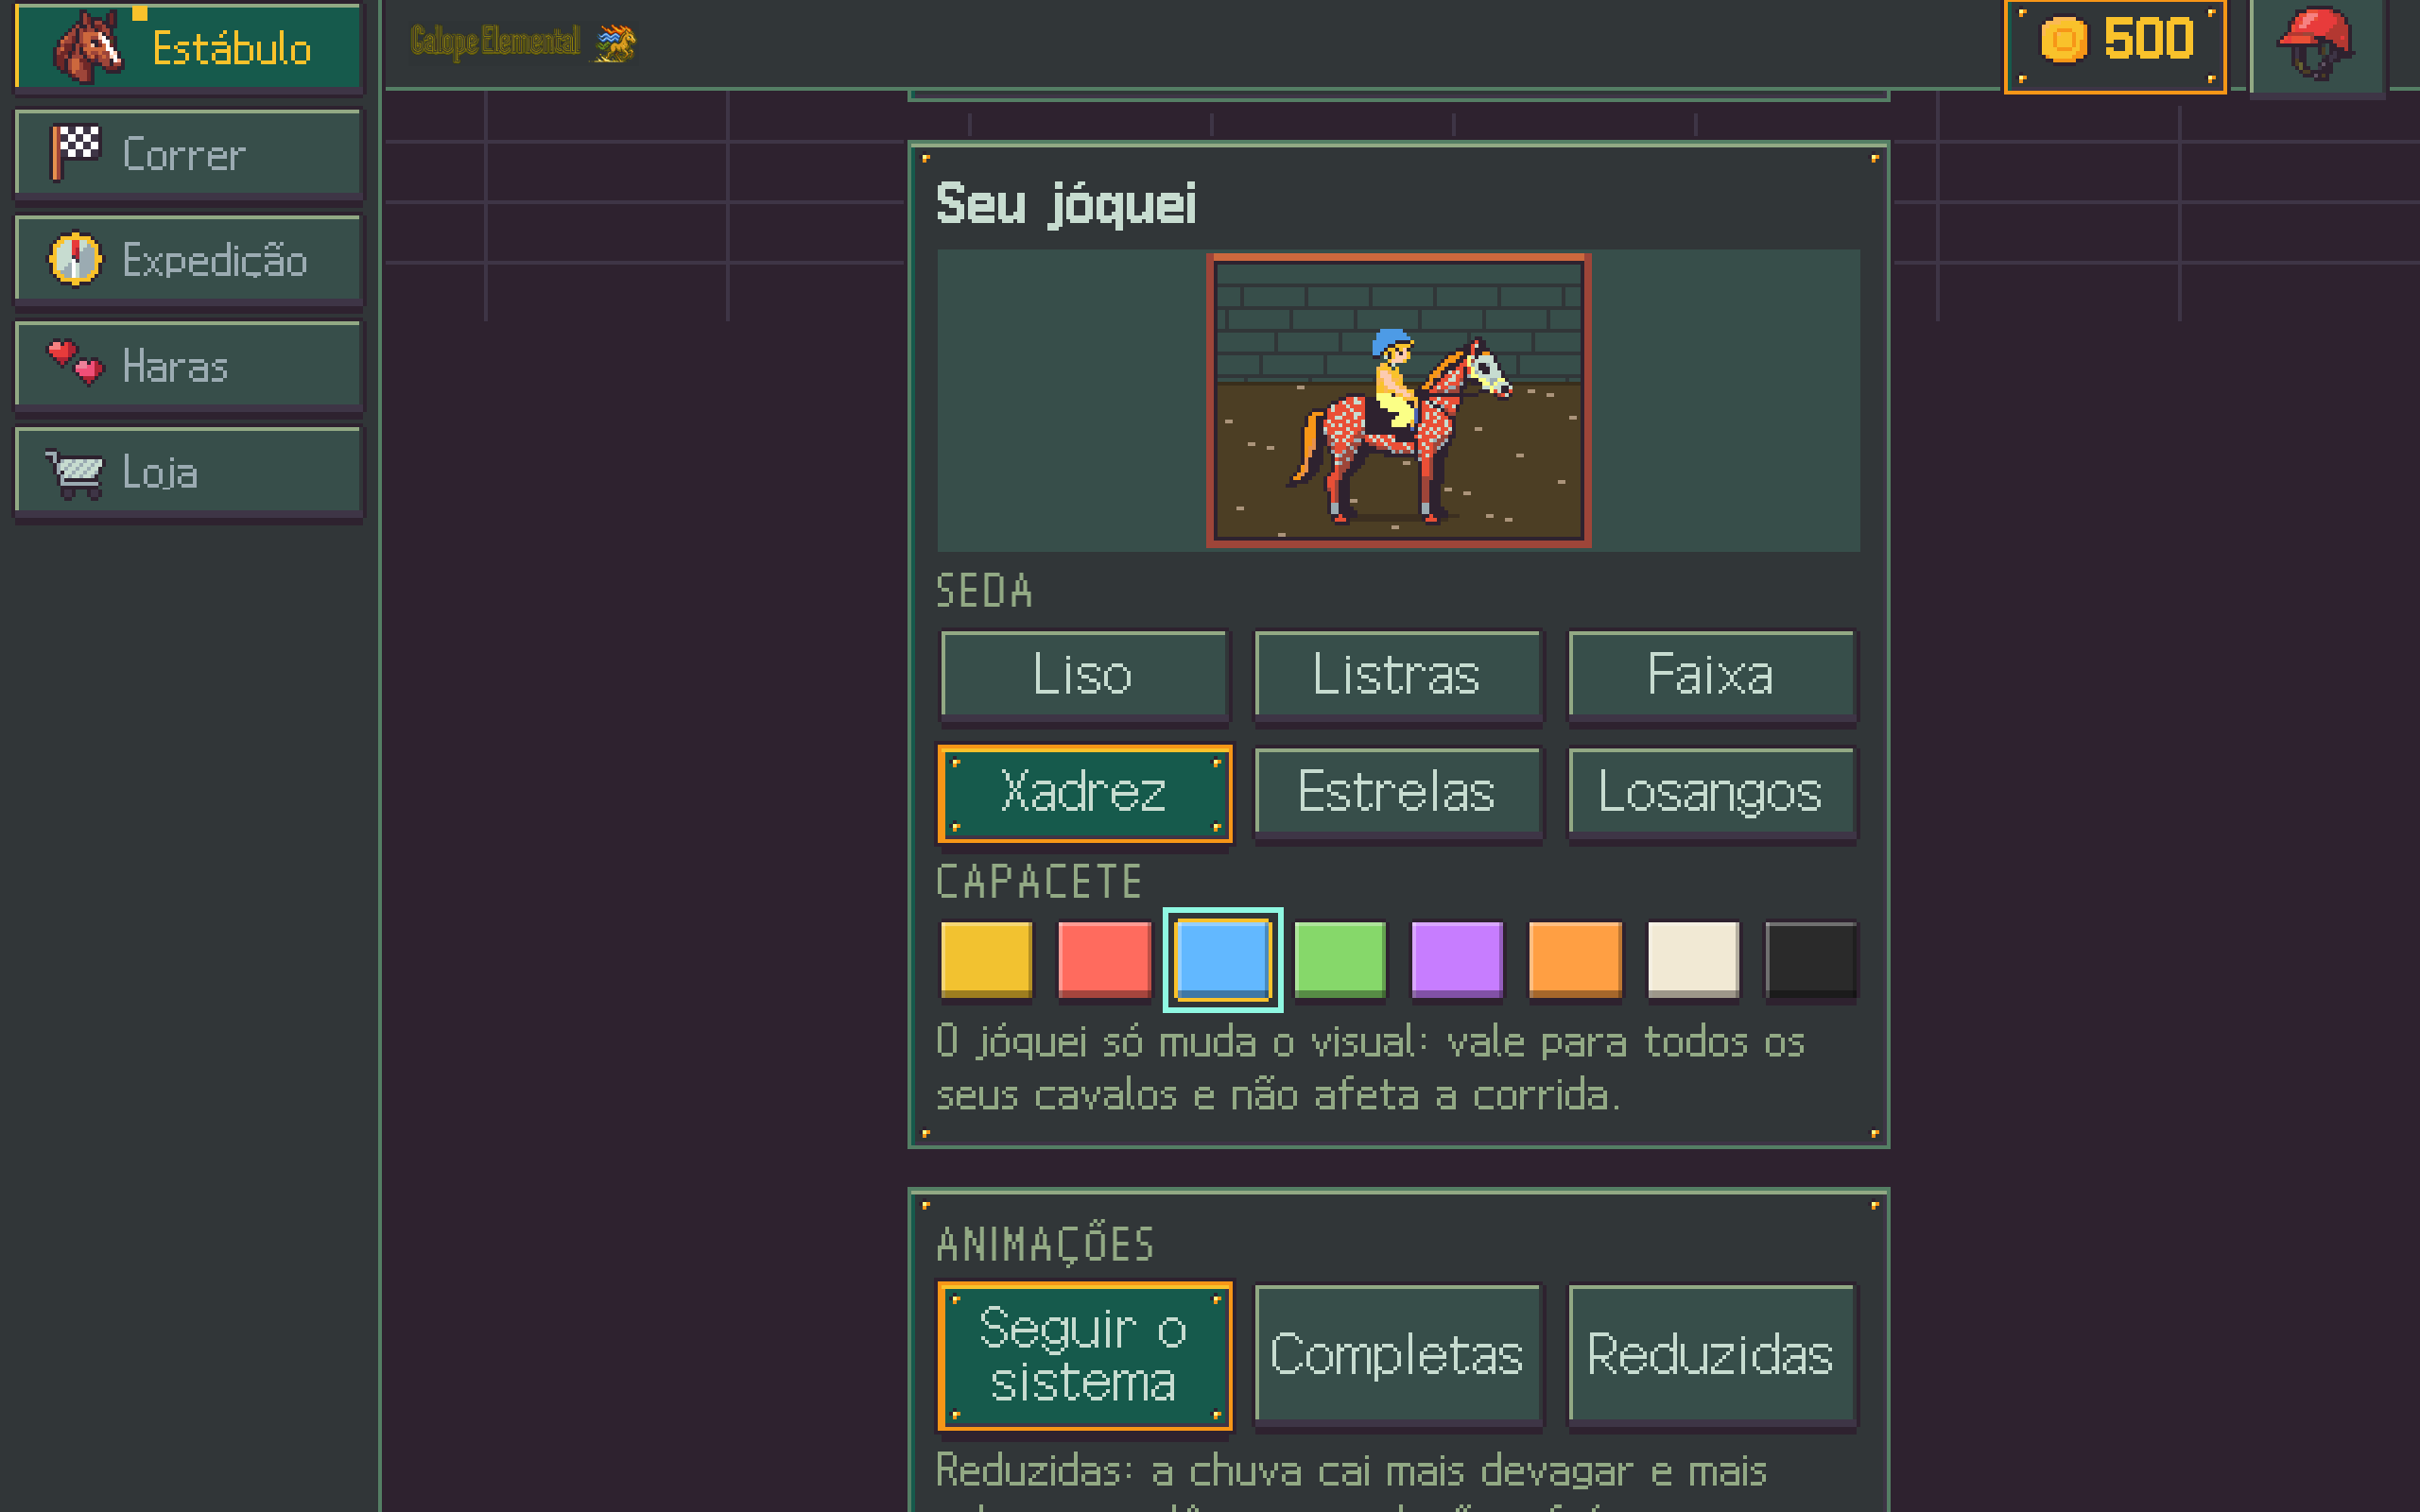 Estábulo
Galope Elemental
500
Correr
Expedição
Haras
Loja
Seu jóquei
SEDA
Liso
Listras
Faixa
Xadrez
Estrelas
Losangos
CAPACETE
O jóquei só muda o visual: vale para todos os
seus cavalos e não afeta a corrida.
ANIMAÇÕES
Seguir o
sistema
Completas
Reduzidas
Reduzidas: a chuva cai mais devagar e mais